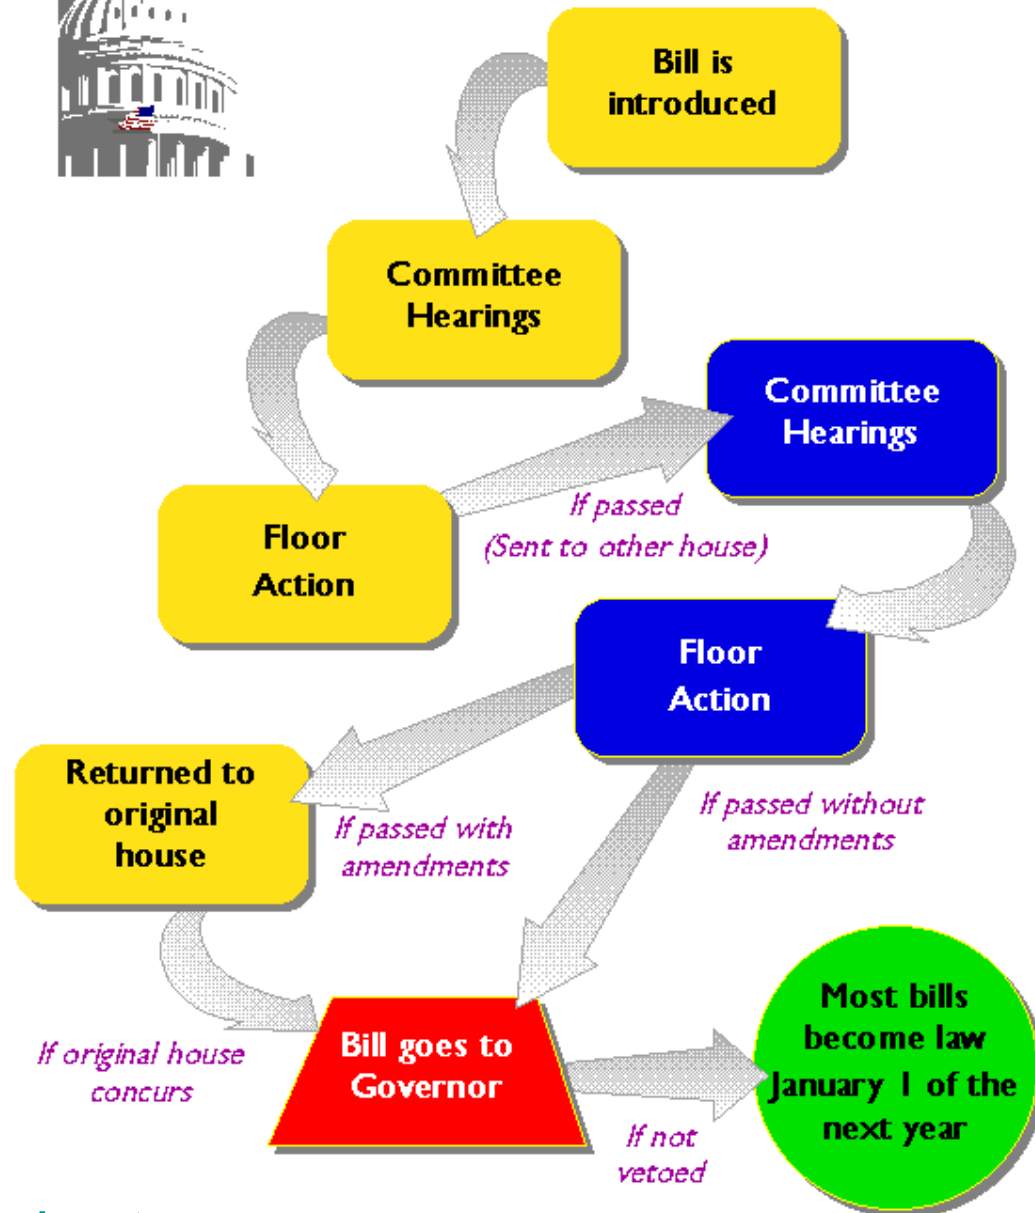 Bill is
introduced
Committee
Hearings
Committee
Hearings
If passed
(Sent to other house)
Floor
Action
Floor
Action
Returned to
original
house
If passed with
amendments
If passed without
amendments
If original house
concurs
Bill goes to
Governor
If not
vetoed
Most bills
become law
January 1 of the
next year